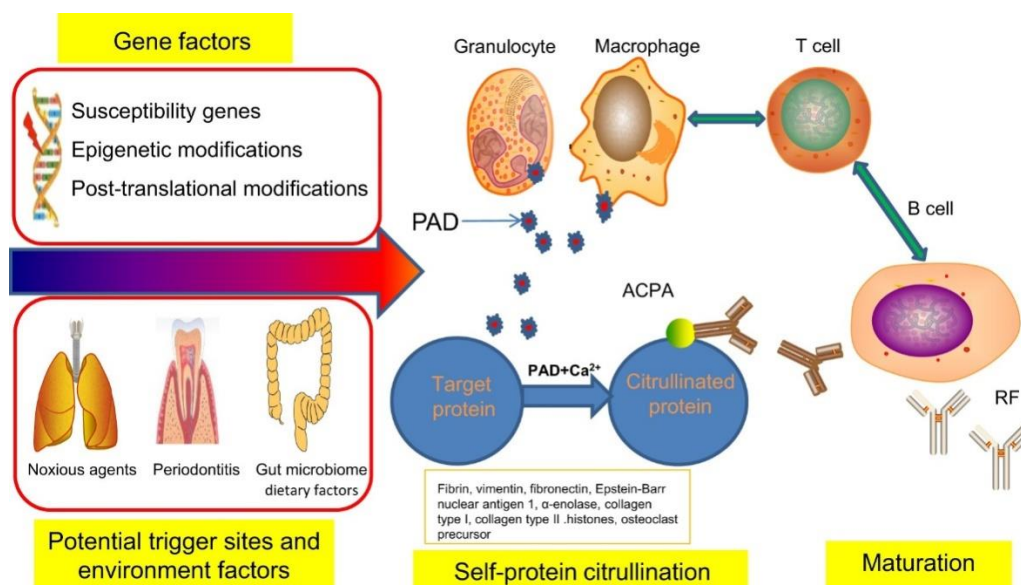 Gene factors
Susceptibility genes
Epigenetic modifications
Post-translational modifications
Noxious agents
Periodontitis
Gut microbiome
dietary factors
Potential trigger sites and
environment factors
Granulocyte
Macrophage
T cell
PAD
B cell
ACPA
Target
protein
PAD+Ca²⁺
Citrullinated
protein
RF
Fibrin, vimentin, fibronectin, Epstein-Barr
nuclear antigen 1, α-enolase, collagen
type I, collagen type II .histones, osteoclast
precursor
Self-protein citrullination
Maturation